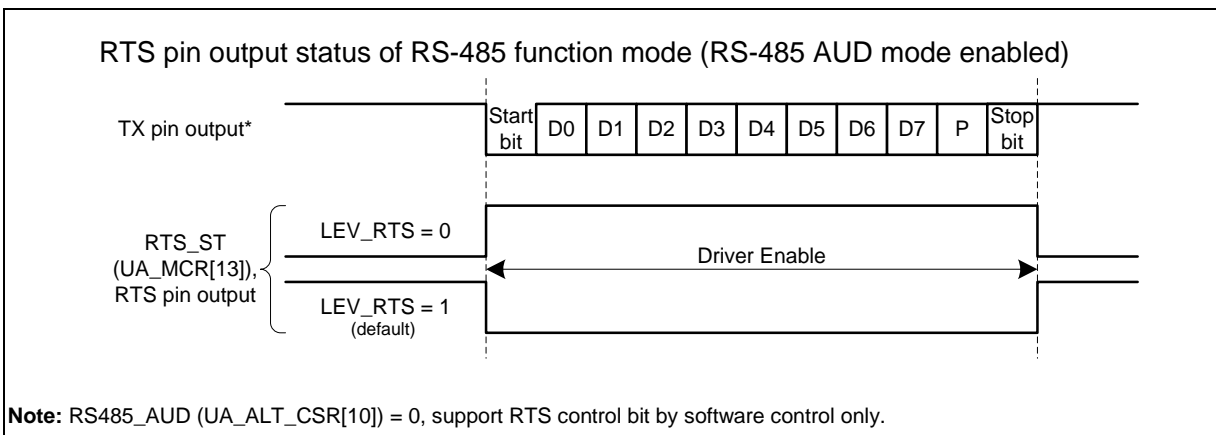 RTS pin output status of RS-485 function mode (RS-485 AUD mode enabled)
TX pin output*
Start
bit
D0
D1
D2
D3
D4
D5
D6
D7
P
Stop
bit
RTS_ST
(UA_MCR[13]),
RTS pin output
LEV_RTS = 0
Driver Enable
LEV_RTS = 1
(default)
Note: RS485_AUD (UA_ALT_CSR[10]) = 0, support RTS control bit by software control only.